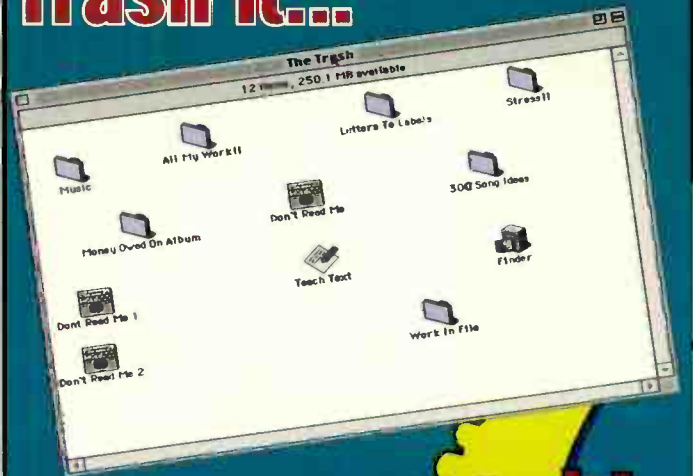 Trash it...
The Trash
12 items, 250.1 MB available
Stress!!
Letters To Labels
All My Work!!
Music
300 Song Ideas
Don't Read Me
Money Owed On Album
Finder
Teach Text
Dont Read Me 1
Work In File
Don't Read Me 2